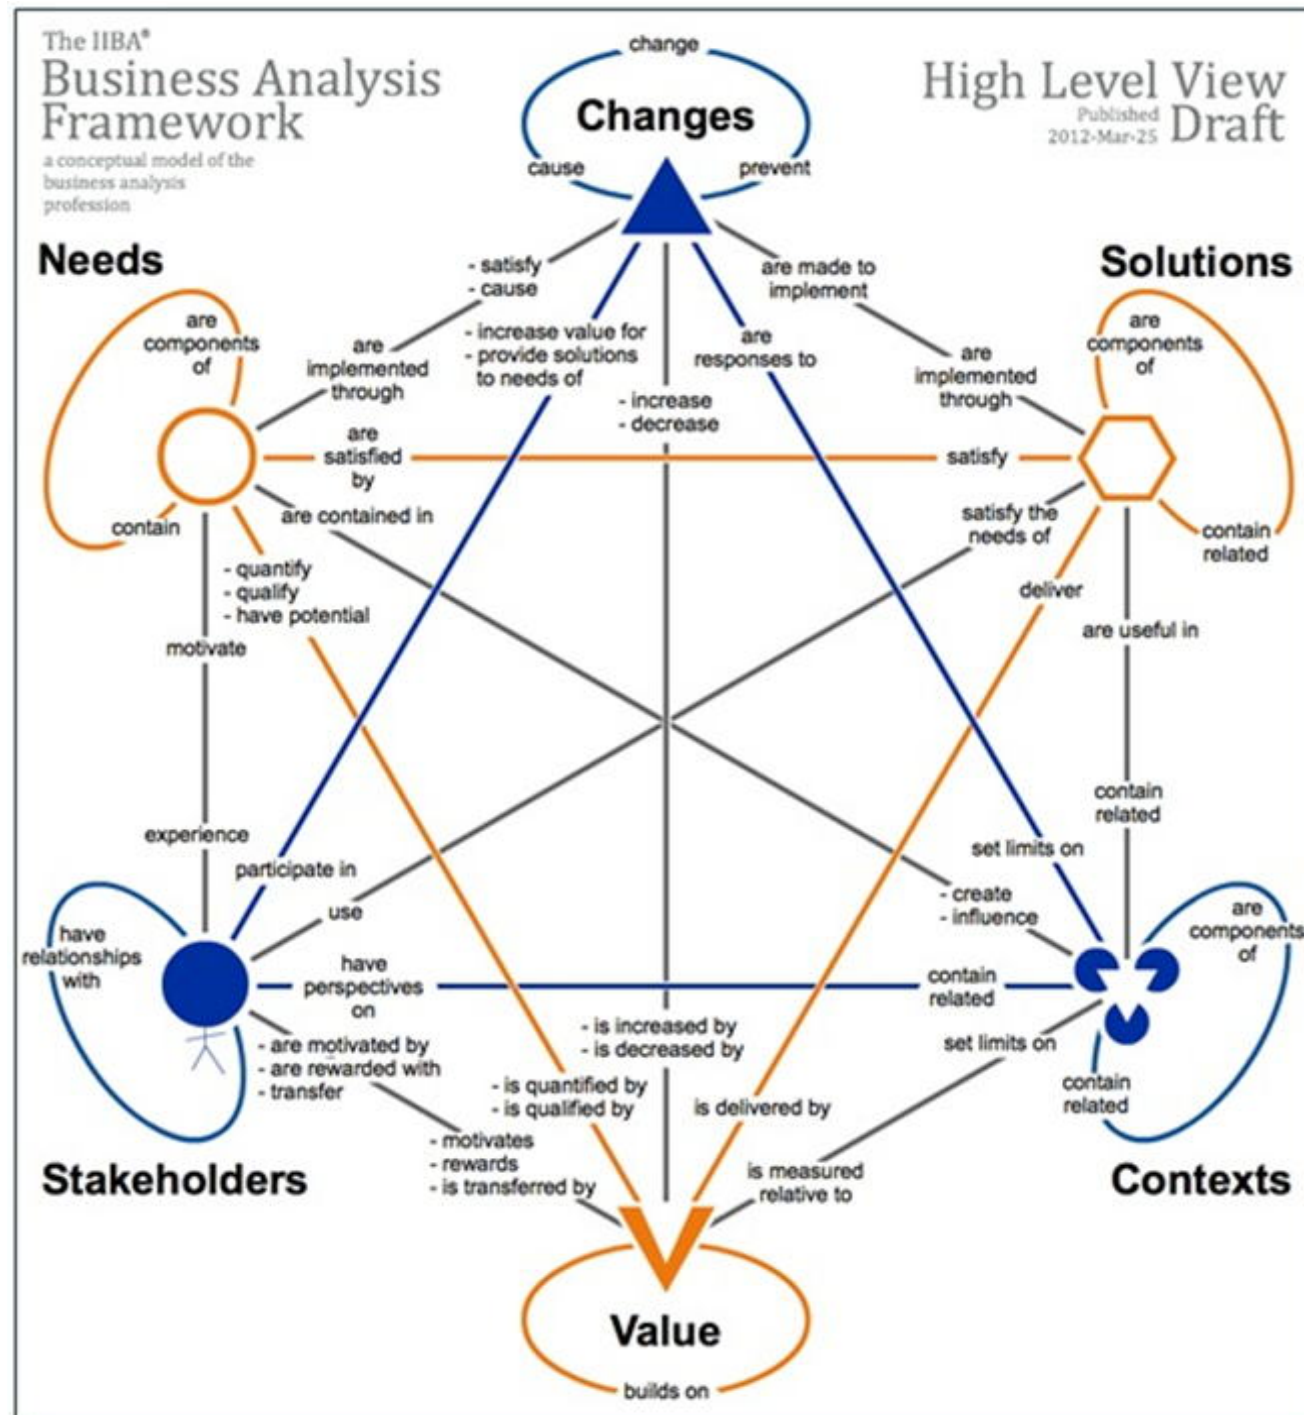 The IIBA®
Business Analysis
Framework
a conceptual model of the
business analysis
profession
High Level View
Published
2012-Mar-25
Draft
change
Changes
cause
prevent
Needs
Solutions
- satisfy
- cause
are made to
implement
are
components
of
are
components
of
- increase value for
- provide solutions
to needs of
are
responses to
are
implemented
through
are
implemented
through
- increase
- decrease
are
satisfied
by
satisfy
contain
are contained in
satisfy the
needs of
contain
related
- quantify
- qualify
- have potential
deliver
motivate
are useful in
contain
related
experience
participate in
set limits on
use
- create
- influence
have
relationships
with
are
components
of
have
perspectives
on
contain
related
- is increased by
- is decreased by
- are motivated by
- are rewarded with
- transfer
set limits on
- is quantified by
- is qualified by
is delivered by
contain
related
- motivates
- rewards
- is transferred by
is measured
relative to
Stakeholders
Contexts
Value
builds on